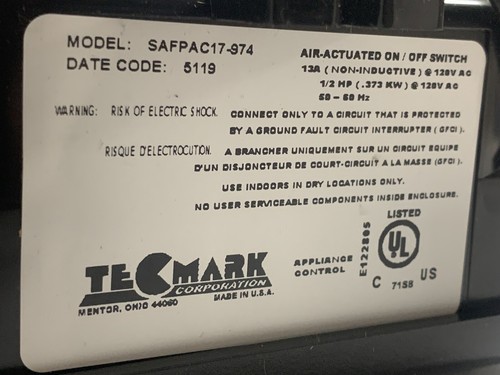 MODEL: SAFPAC17-974
DATE CODE: 5119
AIR-ACTUATED ON / OFF SWITCH
13A (NON-INDUCTIVE) @ 128V AC
1/2 HP (.373 KW) @ 128V AC
50 - 60 Hz
WARNING: RISK OF ELECTRIC SHOCK. CONNECT ONLY TO A CIRCUIT THAT IS PROTECTED
BY A GROUND FAULT CIRCUIT INTERRUPTER (GFCI).
RISQUE D'ELECTROCUTION. A BRANCHER UNIQUEMENT SUR UN CIRCUIT EQUIPE
D'UN DISJONCTEUR DE COURT-CIRCUIT A LA MASSE (GFCI).
USE INDOORS IN DRY LOCATIONS ONLY.
NO USER SERVICEABLE COMPONENTS INSIDE ENCLOSURE.
TECMARK
CORPORATION
MENTOR, OHIO 44060
MADE IN U.S.A.
APPLIANCE
CONTROL
E122805
LISTED
UL
C US
71S8